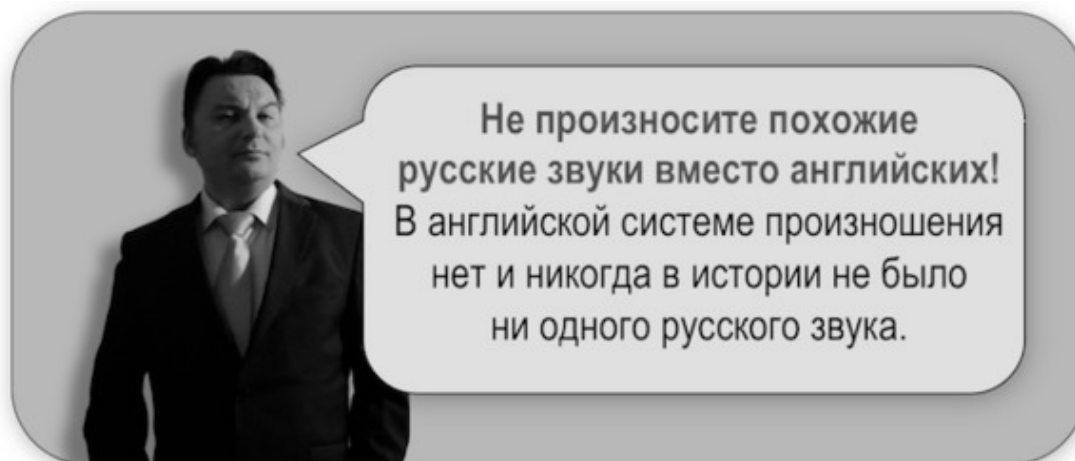 Не произносите похожие
русские звуки вместо английских!
В английской системе произношения
нет и никогда в истории не было
ни одного русского звука.